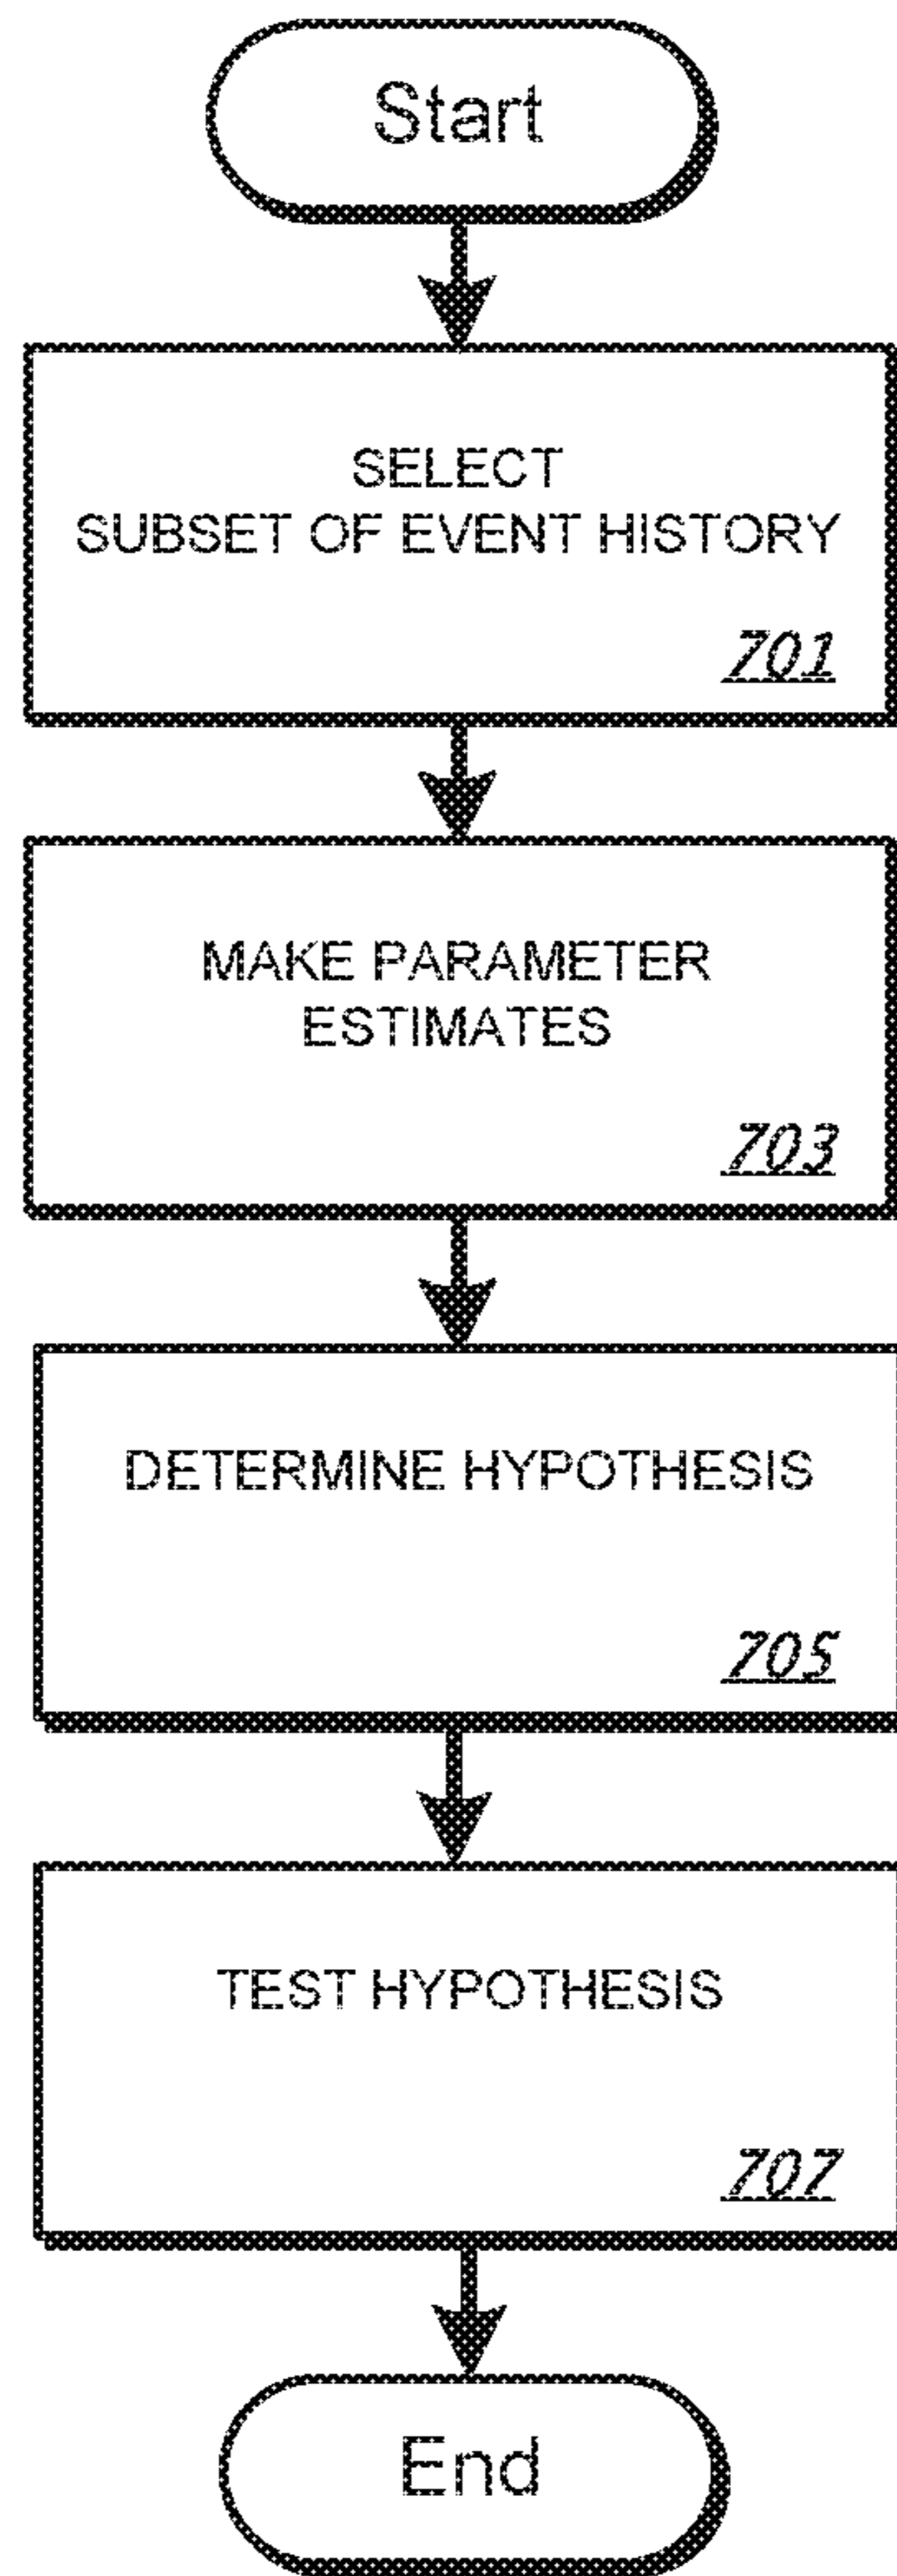 Start
SELECT
SUBSET OF EVENT HISTORY
701
MAKE PARAMETER
ESTIMATES
703
DETERMINE HYPOTHESIS
705
TEST HYPOTHESIS
707
End